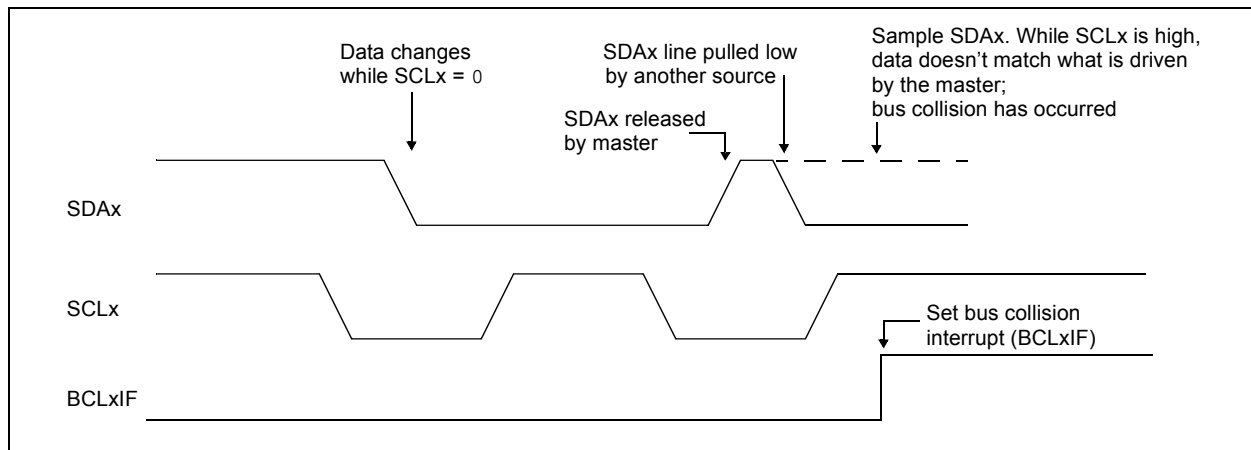 Data changes
while SCLx = 0
SDAx line pulled low
by another source
Sample SDAx. While SCLx is high,
data doesn't match what is driven
by the master;
bus collision has occurred
SDAx released
by master
SDAx
SCLx
Set bus collision
interrupt (BCLxIF)
BCLxIF